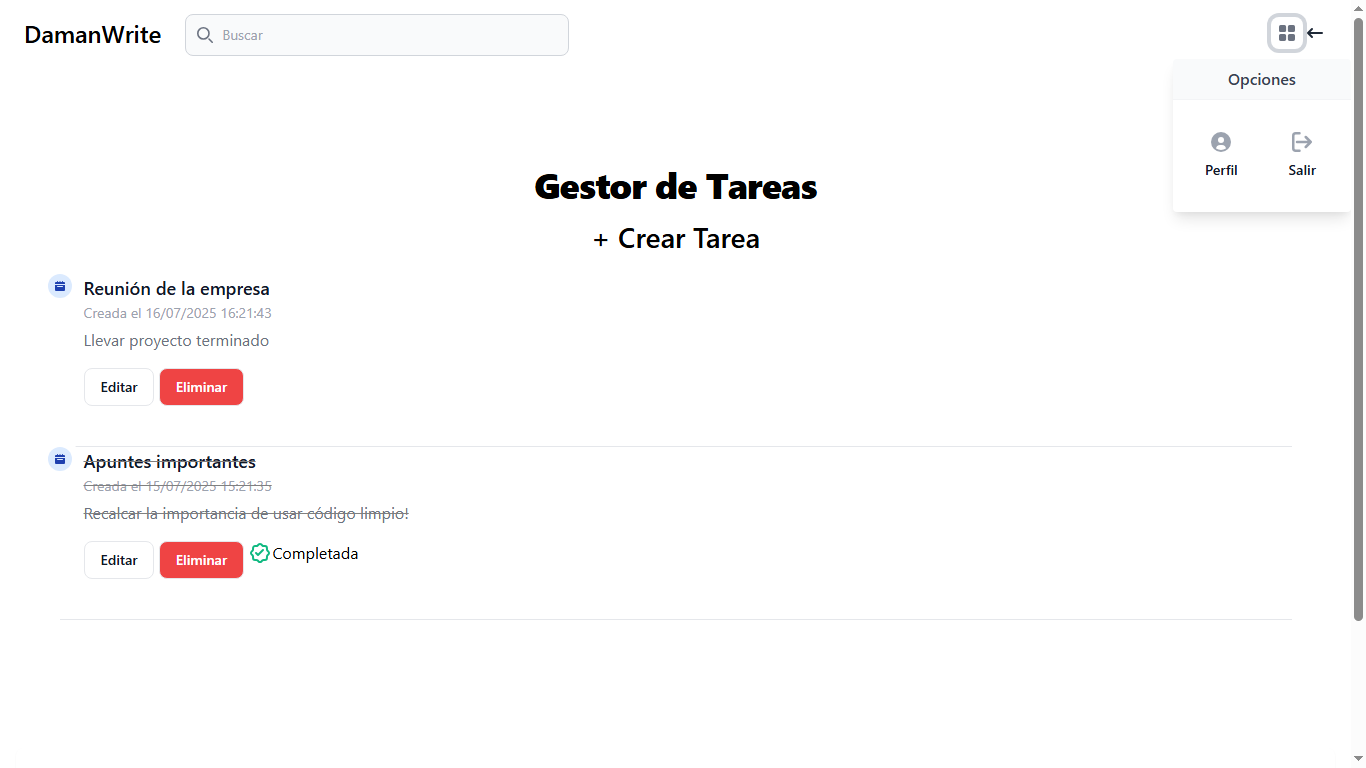 DamanWrite
Buscar
Opciones
Perfil Salir
Gestor de Tareas
+ Crear Tarea
Reunión de la empresa
Creada el 16/07/2025 16:21:43
Llevar proyecto terminado
Editar Eliminar
Apuntes importantes
Creada el 15/07/2025 15:21:35
Recalcar la importancia de usar código limpio!
Editar Eliminar Completada